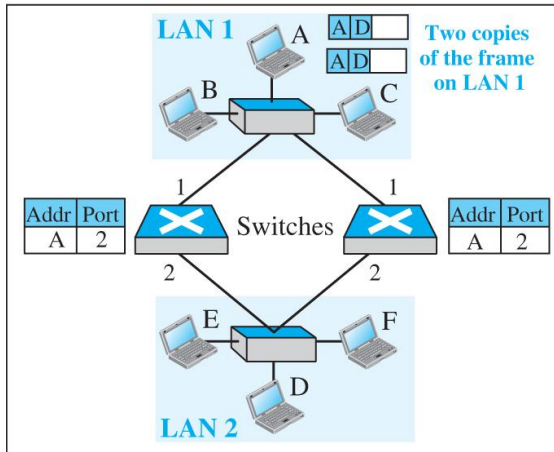 LAN 1
A
A D
A D
Two copies
of the frame
on LAN 1
B
C
1
1
Addr Port
A 2
Switches
Addr Port
A 2
2
2
E
F
D
LAN 2